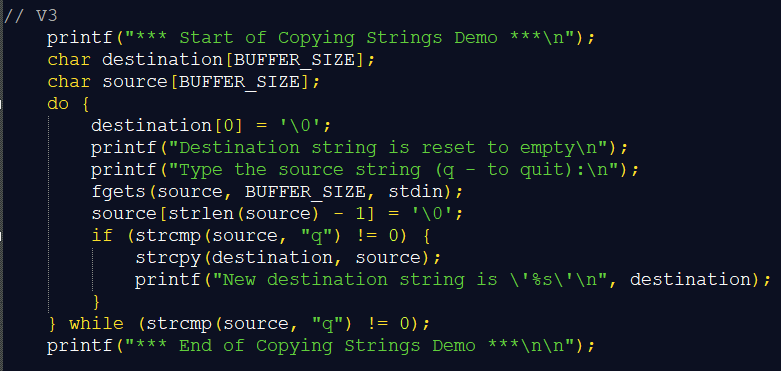 // V3
printf("*** Start of Copying Strings Demo ***\n");
char destination[BUFFER_SIZE];
char source[BUFFER_SIZE];
do {
destination[0] = '\0';
printf("Destination string is reset to empty\n");
printf("Type the source string (q - to quit):\n");
fgets(source, BUFFER_SIZE, stdin);
source[strlen(source) - 1] = '\0';
if (strcmp(source, "q") != 0) {
strcpy(destination, source);
printf("New destination string is \'%s\'\n", destination);
}
} while (strcmp(source, "q") != 0);
printf("*** End of Copying Strings Demo ***\n\n");